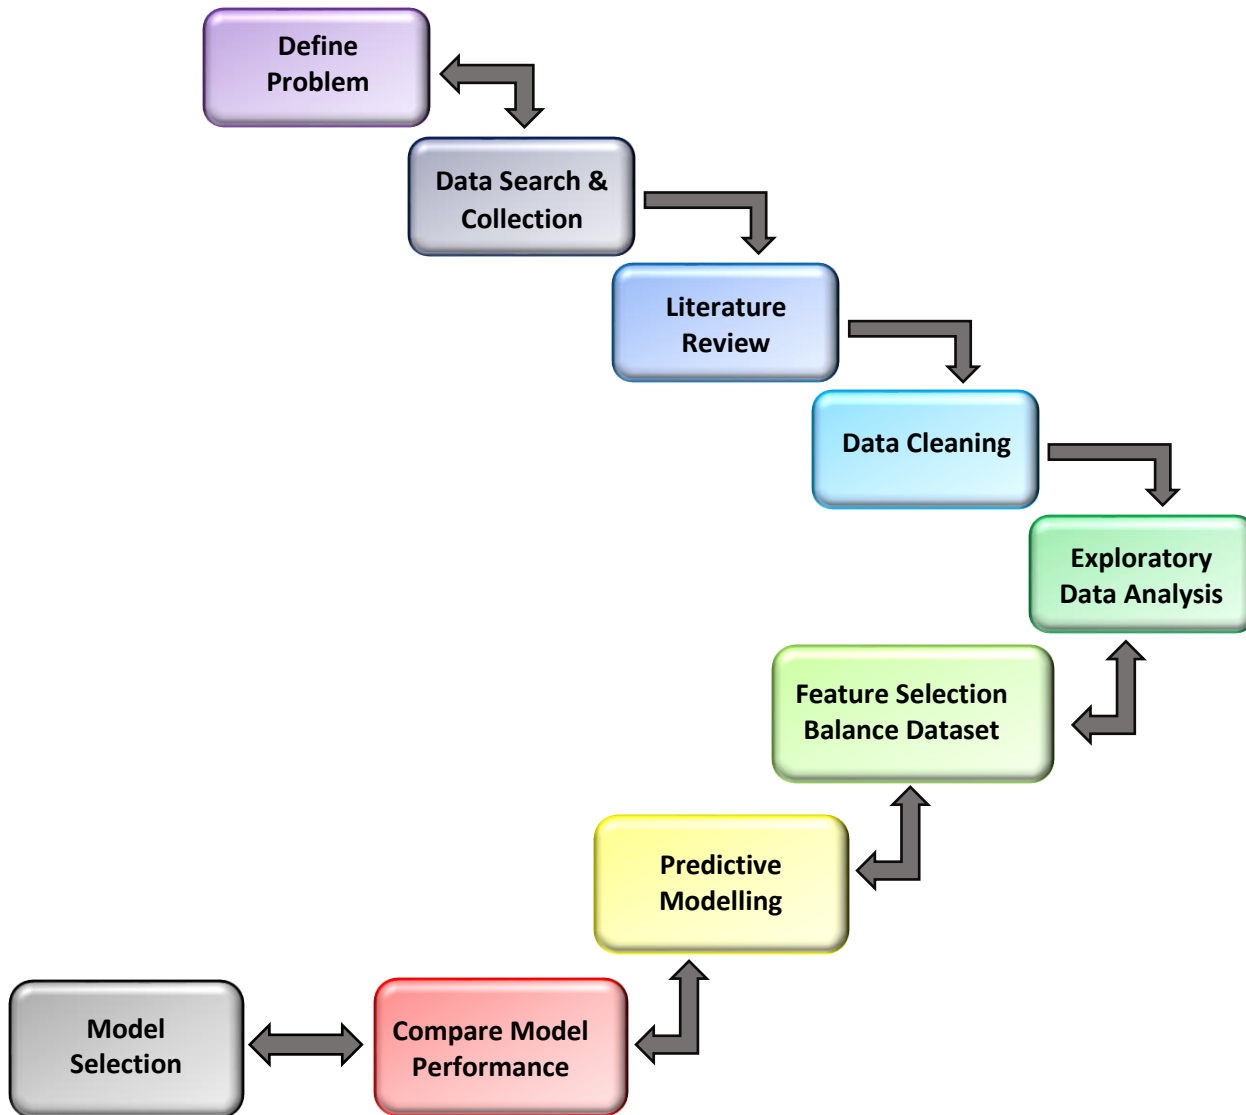 Define
Problem
Data Search &
Collection
Literature
Review
Data Cleaning
Exploratory
Data Analysis
Feature Selection
Balance Dataset
Predictive
Modelling
Compare Model
Performance
Model
Selection